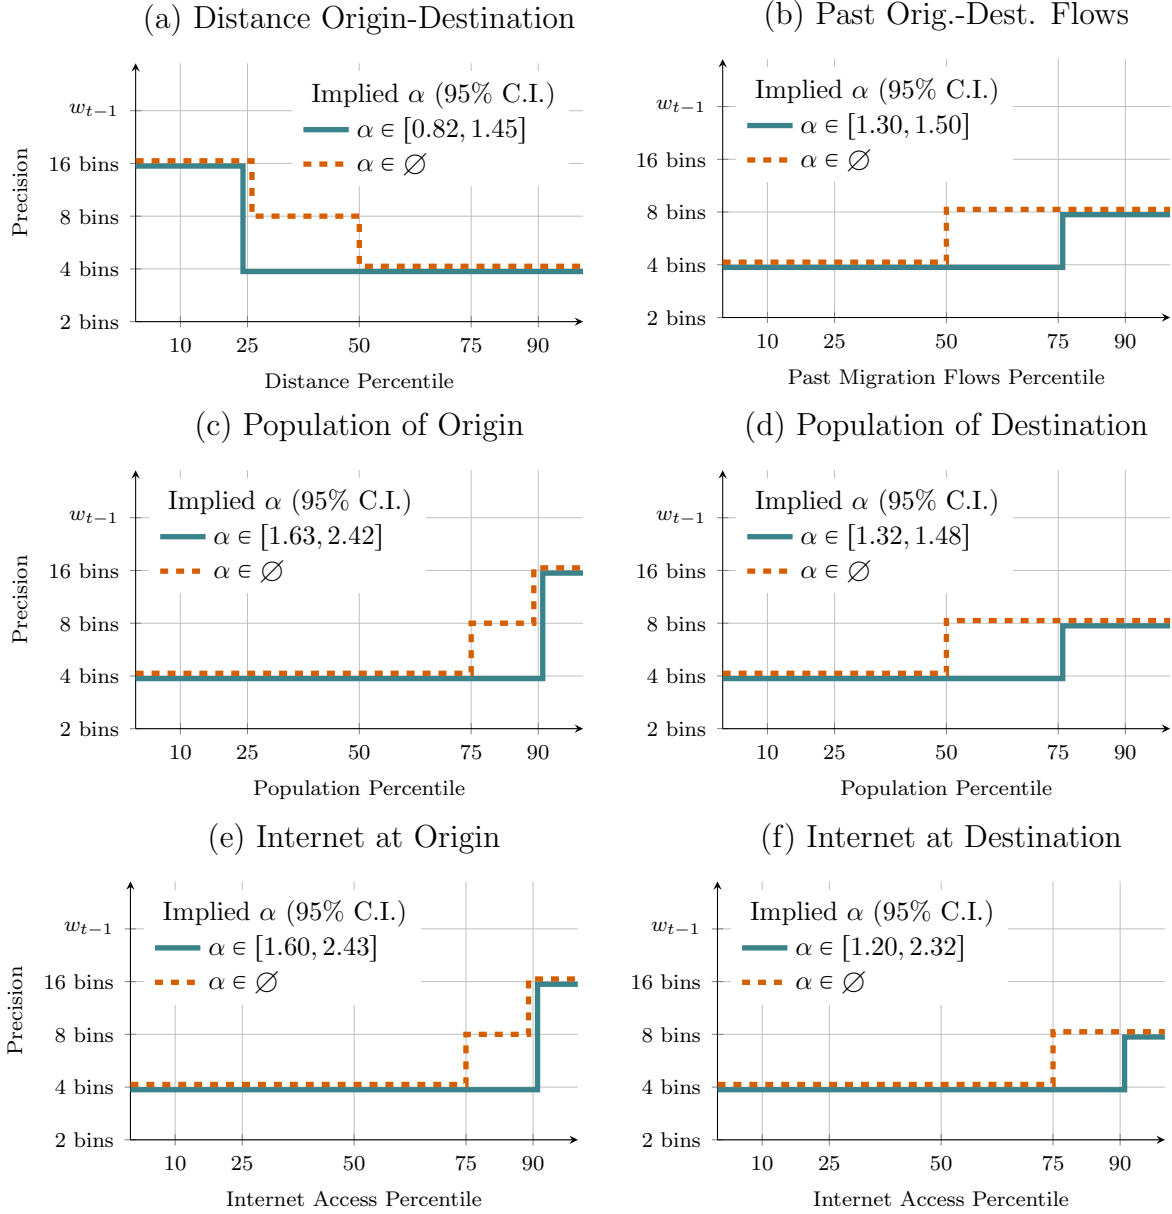 (a) Distance Origin-Destination
Implied α (95% C.I.)
α ∈ [0.82, 1.45]
α ∈ ∅
Precision
w_{t−1}
16 bins
8 bins
4 bins
2 bins
10 25 50 75 90
Distance Percentile
(b) Past Orig.-Dest. Flows
Implied α (95% C.I.)
α ∈ [1.30, 1.50]
α ∈ ∅
w_{t−1}
16 bins
8 bins
4 bins
2 bins
10 25 50 75 90
Past Migration Flows Percentile
(c) Population of Origin
Implied α (95% C.I.)
α ∈ [1.63, 2.42]
α ∈ ∅
Precision
w_{t−1}
16 bins
8 bins
4 bins
2 bins
10 25 50 75 90
Population Percentile
(d) Population of Destination
Implied α (95% C.I.)
α ∈ [1.32, 1.48]
α ∈ ∅
w_{t−1}
16 bins
8 bins
4 bins
2 bins
10 25 50 75 90
Population Percentile
(e) Internet at Origin
Implied α (95% C.I.)
α ∈ [1.60, 2.43]
α ∈ ∅
Precision
w_{t−1}
16 bins
8 bins
4 bins
2 bins
10 25 50 75 90
Internet Access Percentile
(f) Internet at Destination
Implied α (95% C.I.)
α ∈ [1.20, 2.32]
α ∈ ∅
w_{t−1}
16 bins
8 bins
4 bins
2 bins
10 25 50 75 90
Internet Access Percentile